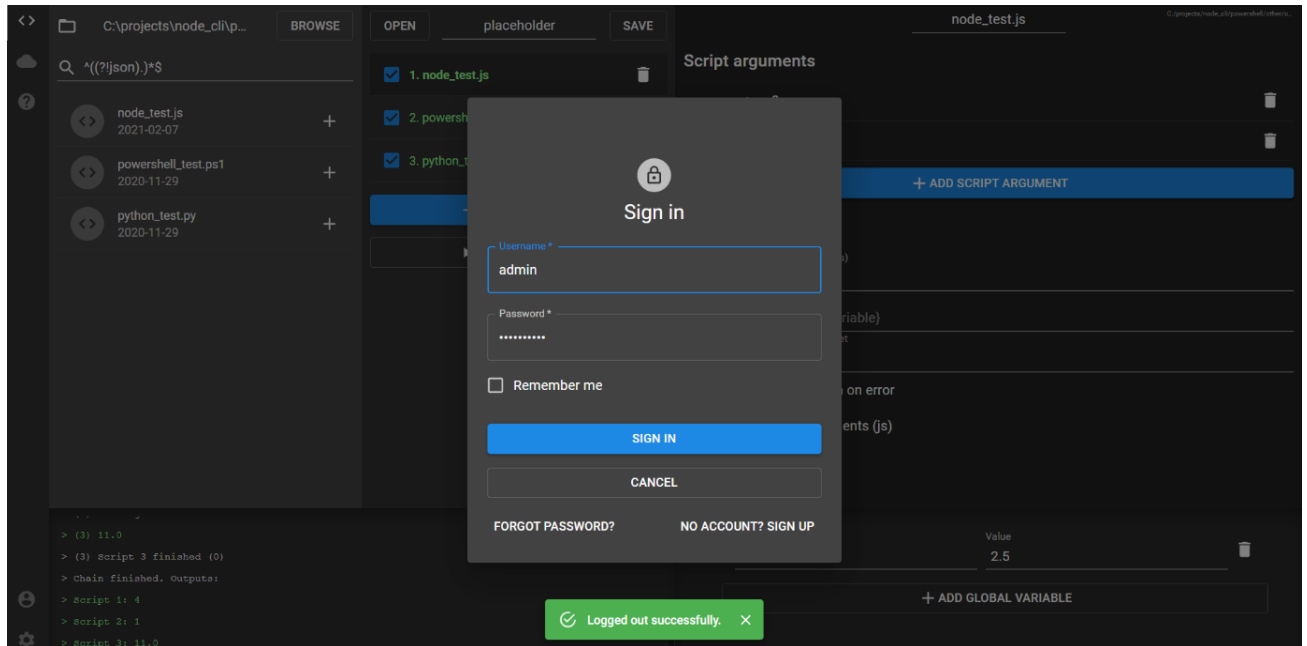 C:\projects\node_cli\p...
BROWSE
^((?!json).)*$
node_test.js
2021-02-07
powershell_test.ps1
2020-11-29
python_test.py
2020-11-29
OPEN
placeholder
SAVE
1. node_test.js
2. powersh
3. python_t
node_test.js
Script arguments
+ ADD SCRIPT ARGUMENT
riable}
on error
ents (js)
Sign in
Username *
admin
Password *
••••••••••
Remember me
SIGN IN
CANCEL
FORGOT PASSWORD?
NO ACCOUNT? SIGN UP
> (3) 11.0
> (3) Script 3 finished (0)
> Chain finished. Outputs:
> Script 1: 4
> Script 2: 1
> Script 3: 11.0
Value
2.5
+ ADD GLOBAL VARIABLE
Logged out successfully.